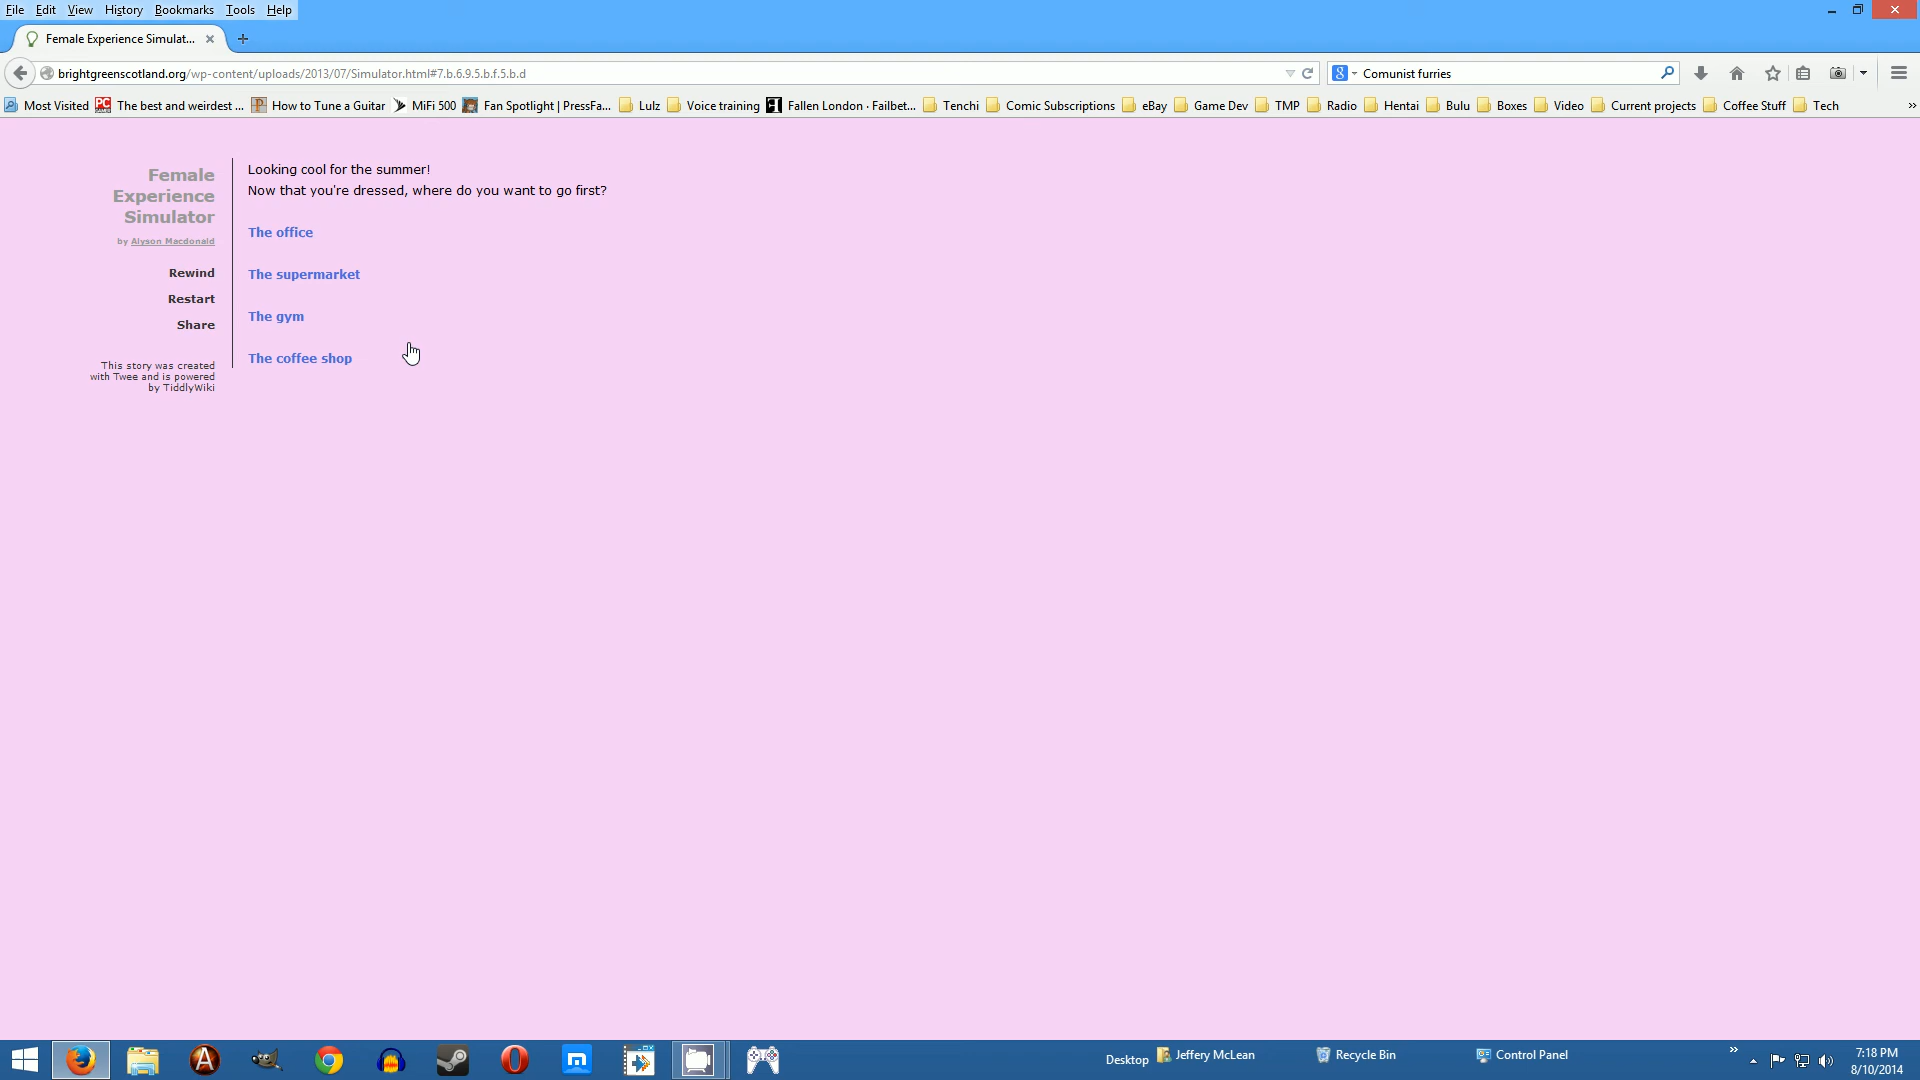 File Edit View History Bookmarks Tools Help
Female Experience Simulat...
brightgreenscotland.org/wp-content/uploads/2013/07/Simulator.html#7.b.6.9.5.b.f.5.b.d
Comunist furries
Most Visited The best and weirdest ... How to Tune a Guitar MiFi 500 Fan Spotlight | PressFa... Lulz Voice training Fallen London · Failbet... Tenchi Comic Subscriptions eBay Game Dev TMP Radio Hentai Bulu Boxes Video Current projects Coffee Stuff Tech »
Female
Experience
Simulator
by Alyson Macdonald
Rewind
Restart
Share
This story was created
with Twee and is powered
by TiddlyWiki
Looking cool for the summer!
Now that you're dressed, where do you want to go first?
The office
The supermarket
The gym
The coffee shop
Desktop Jeffery McLean Recycle Bin Control Panel »
7:18 PM
8/10/2014